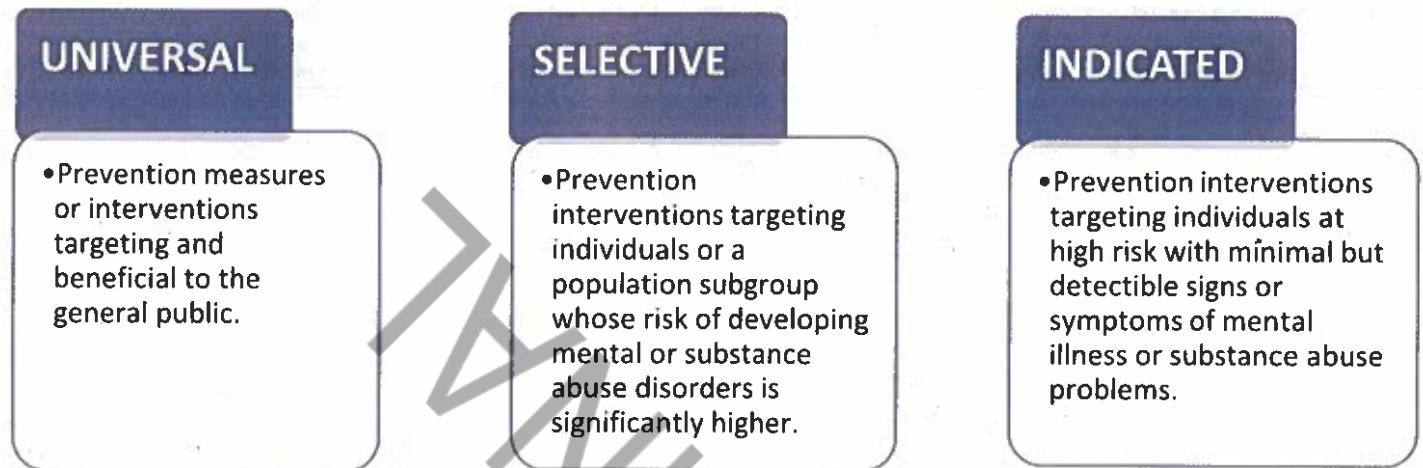 UNIVERSAL
•Prevention measures
or interventions
targeting and
beneficial to the
general public.
SELECTIVE
•Prevention
interventions targeting
individuals or a
population subgroup
whose risk of developing
mental or substance
abuse disorders is
significantly higher.
INDICATED
•Prevention interventions
targeting individuals at
high risk with minimal but
detectible signs or
symptoms of mental
illness or substance abuse
problems.